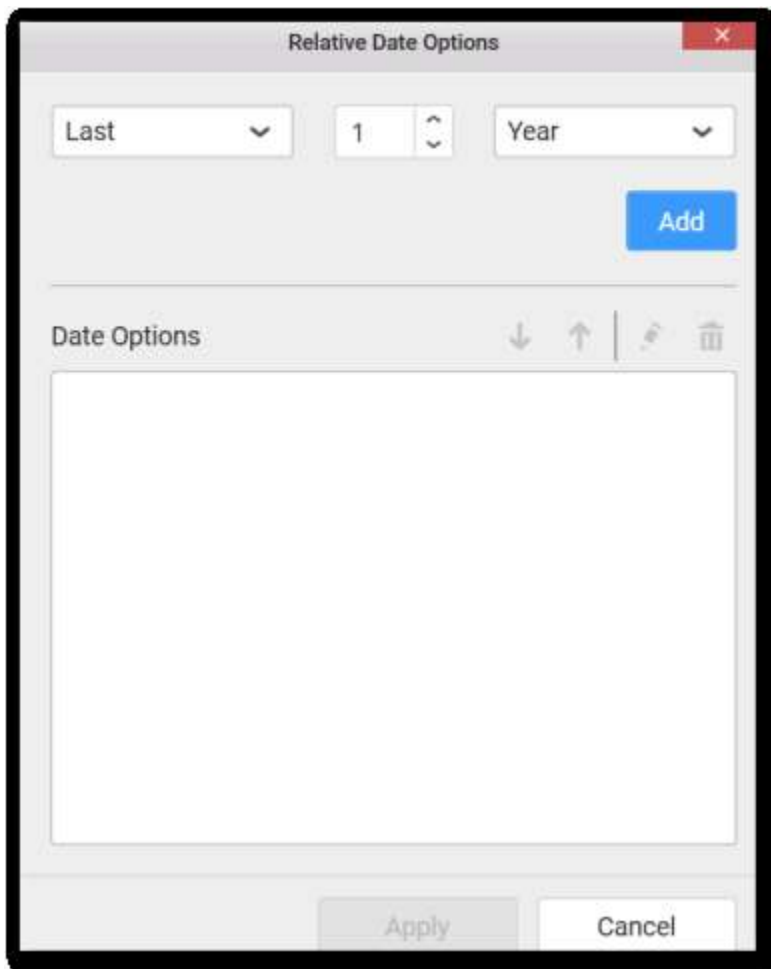 Relative Date Options
Last 1 Year
Add
Date Options
Apply Cancel